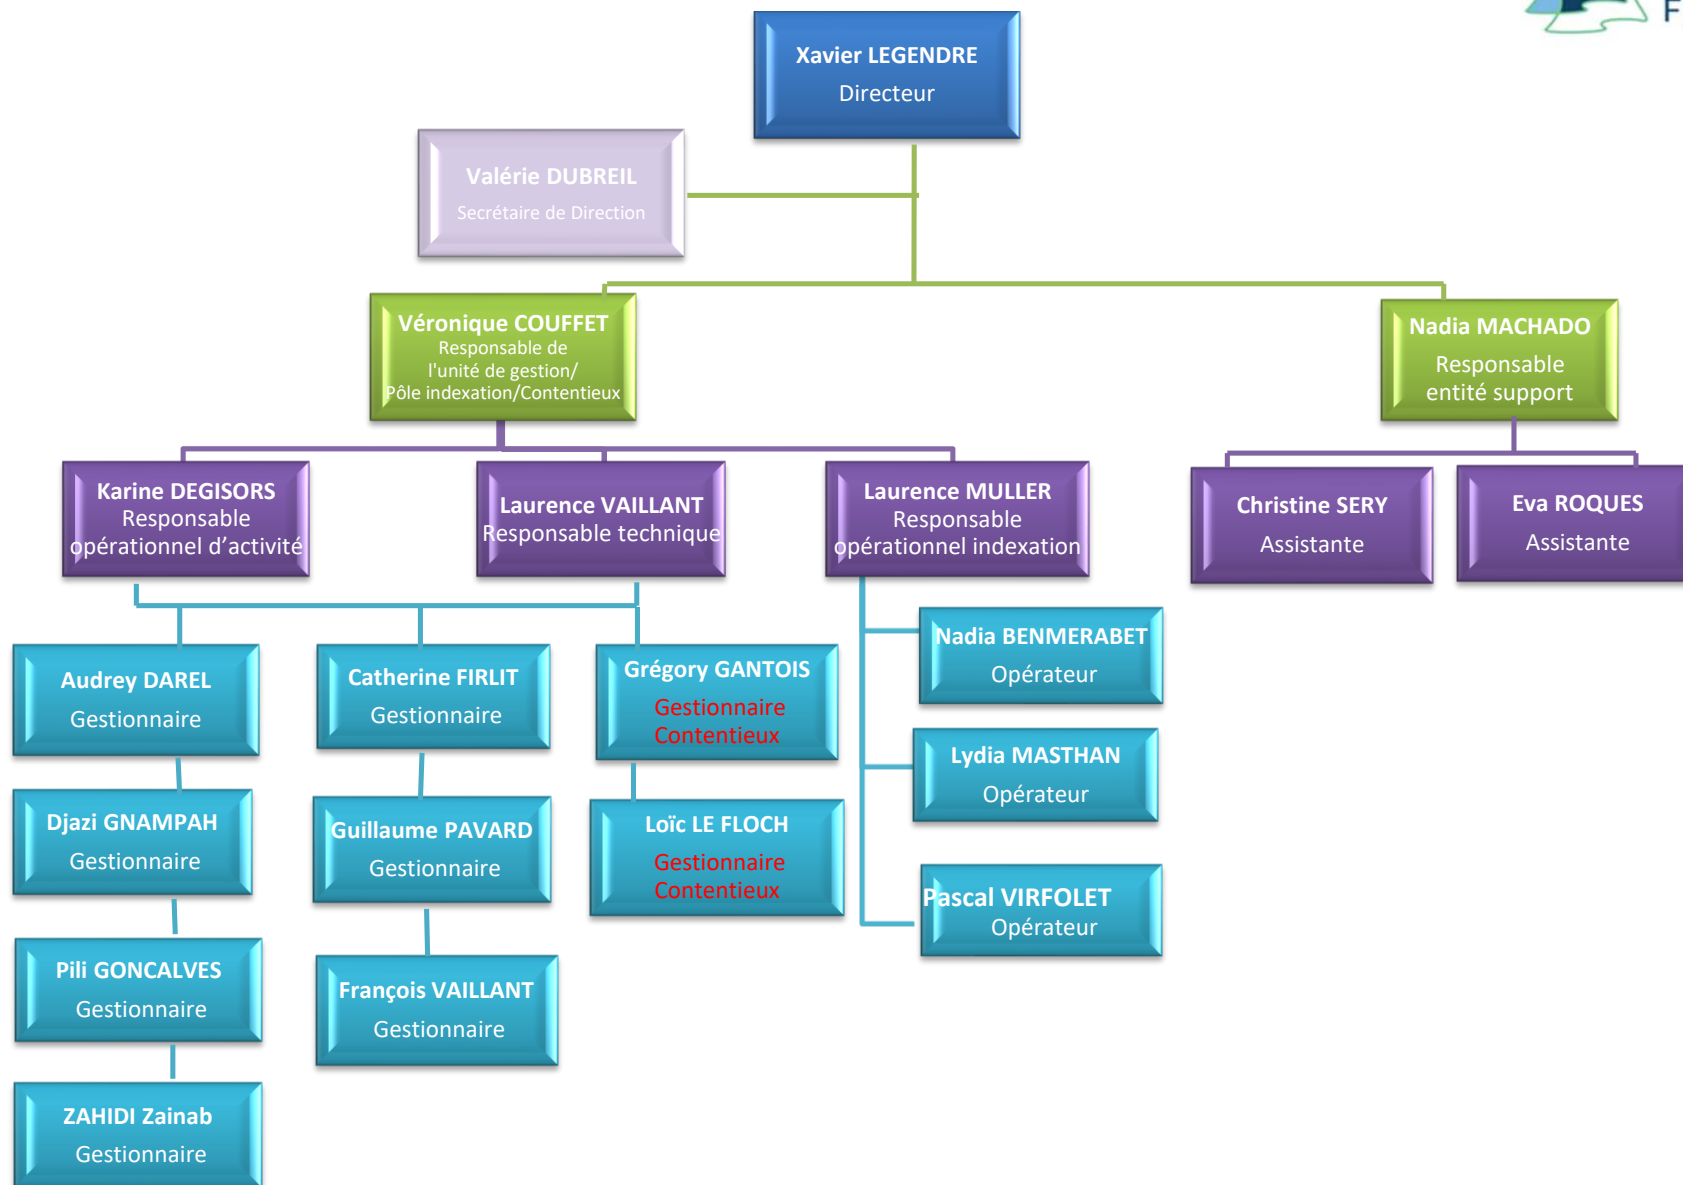 F
Xavier LEGENDRE
Directeur
Valérie DUBREIL
Secrétaire de Direction
Véronique COUFFET
Responsable de
l'unité de gestion/
Pôle indexation/Contentieux
Nadia MACHADO
Responsable
entité support
Karine DEGISORS
Responsable
opérationnel d’activité
Laurence VAILLANT
Responsable technique
Laurence MULLER
Responsable
opérationnel indexation
Christine SERY
Assistante
Eva ROQUES
Assistante
Audrey DAREL
Gestionnaire
Catherine FIRLIT
Gestionnaire
Grégory GANTOIS
Gestionnaire
Contentieux
Nadia BENMERABET
Opérateur
Djazi GNAMPAH
Gestionnaire
Guillaume PAVARD
Gestionnaire
Loïc LE FLOCH
Gestionnaire
Contentieux
Lydia MASTHAN
Opérateur
Pascal VIRFOLET
Opérateur
Pili GONCALVES
Gestionnaire
François VAILLANT
Gestionnaire
ZAHIDI Zainab
Gestionnaire